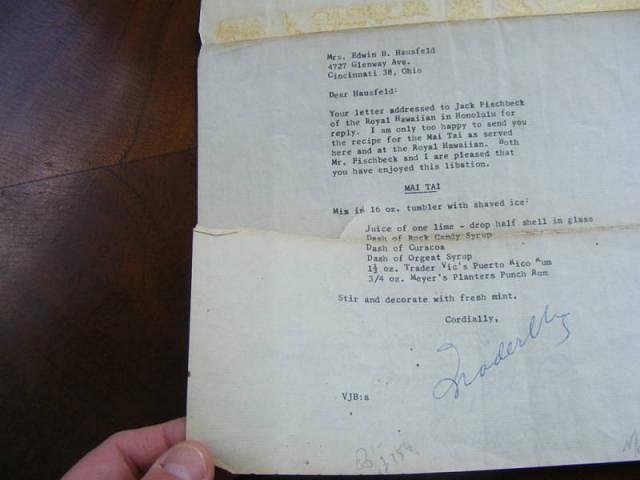 Mrs. Edwin H. Hausfeld
4727 Glenway Ave.
Cincinnati 38, Ohio
Dear Hausfeld:
Your letter addressed to Jack Fischbeck
of the Royal Hawaiian in Honolulu for
reply. I am only too happy to send you
the recipe for the Mai Tai as served
here and at the Royal Hawaiian. Both
Mr. Fischbeck and I are pleased that
you have enjoyed this libation.
MAI TAI
Mix in 16 oz. tumbler with shaved ice:
Juice of one lime - drop half shell in glass
Dash of Rock Candy Syrup
Dash of Curacoa
Dash of Orgeat Syrup
1½ oz. Trader Vic's Puerto Rico Rum
3/4 oz. Meyer's Planters Punch Rum
Stir and decorate with fresh mint.
Cordially,
Trader Vic
VJB:s